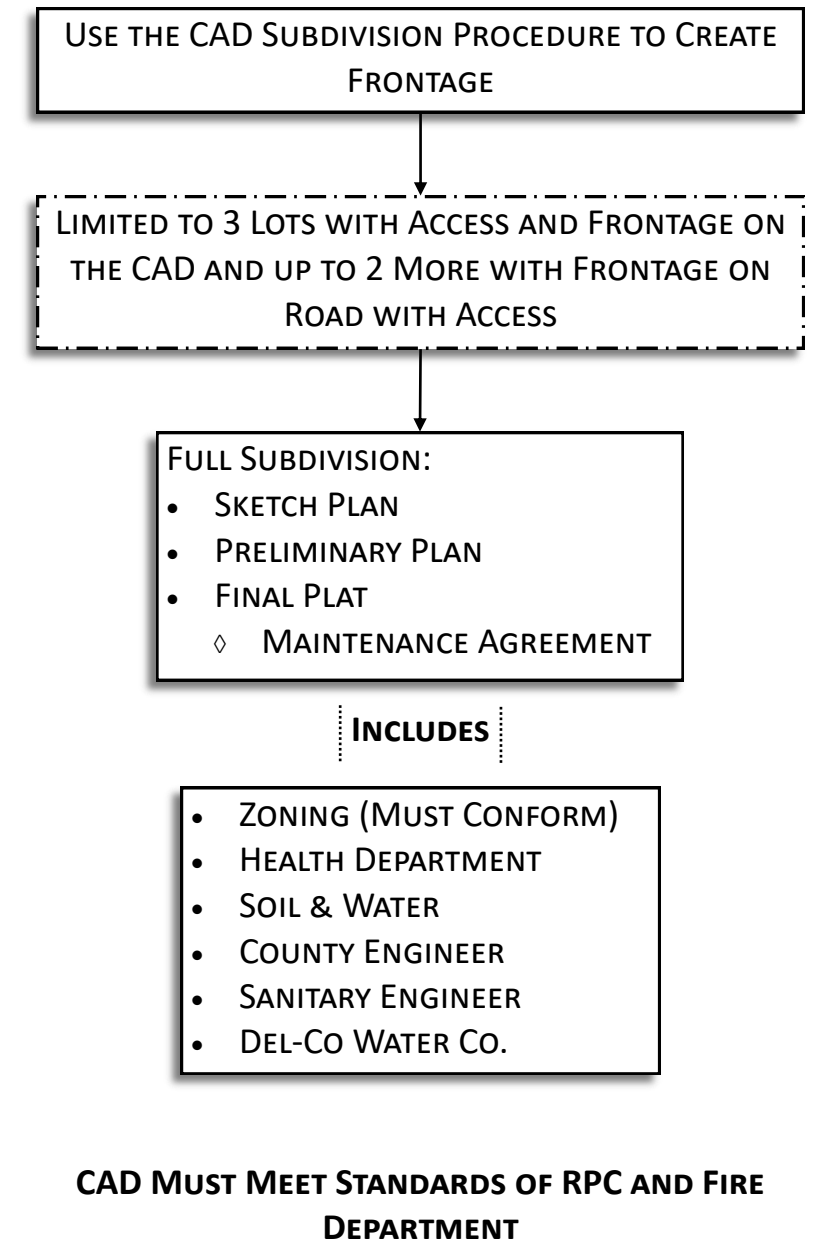 Use the CAD Subdivision Procedure to Create
Frontage
Limited to 3 Lots with Access and Frontage on
the CAD and up to 2 More with Frontage on
Road with Access
Full Subdivision:
• Sketch Plan
• Preliminary Plan
• Final Plat
◊ Maintenance Agreement
Includes
• Zoning (Must Conform)
• Health Department
• Soil & Water
• County Engineer
• Sanitary Engineer
• Del-Co Water Co.
CAD Must Meet Standards of RPC and Fire
Department